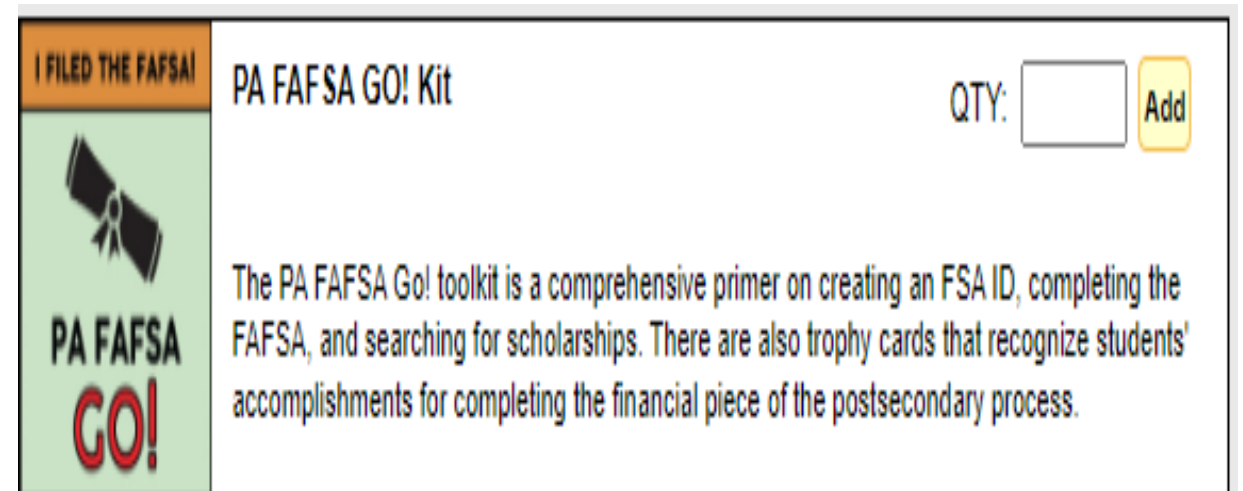 I FILED THE FAFSA!
PA FAFSA
GO!
PA FAFSA GO! Kit
QTY:
Add
The PA FAFSA Go! toolkit is a comprehensive primer on creating an FSA ID, completing the
FAFSA, and searching for scholarships. There are also trophy cards that recognize students'
accomplishments for completing the financial piece of the postsecondary process.